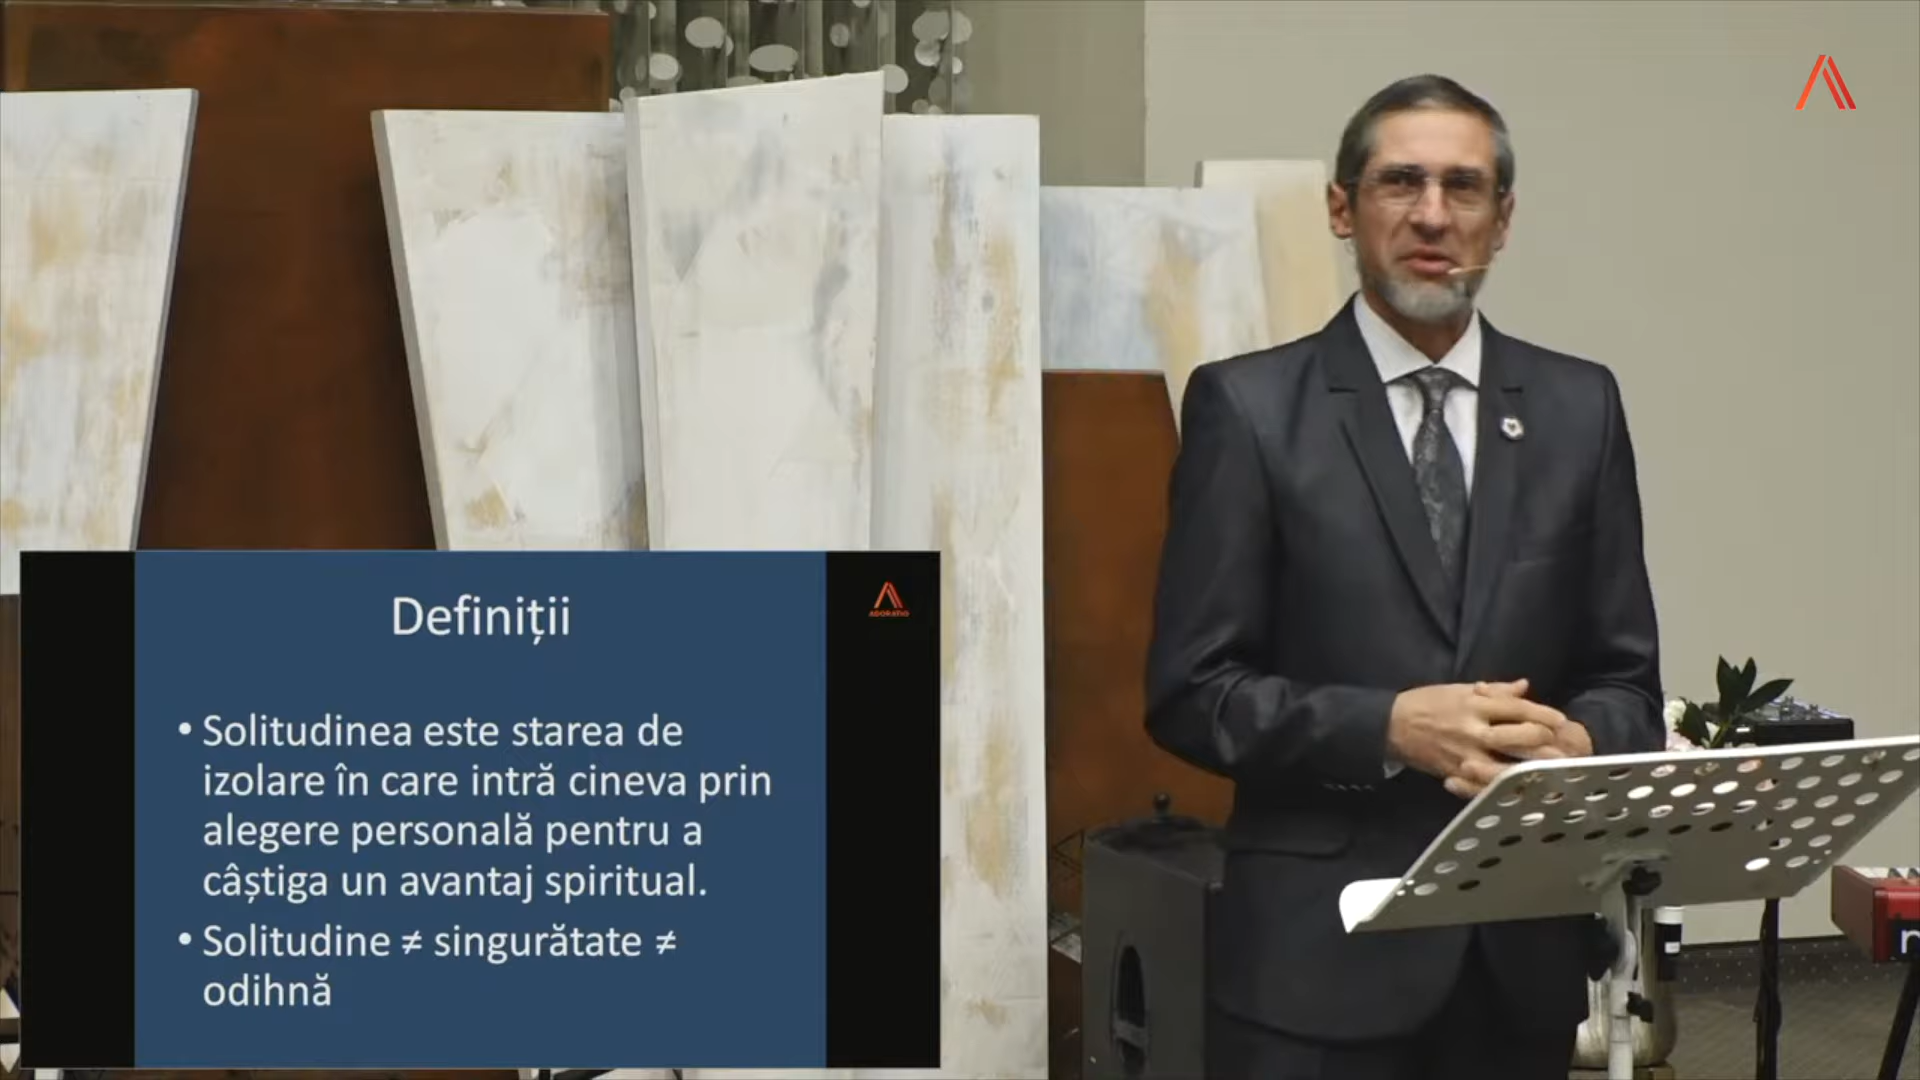 Definiții
ADORATIO
• Solitudinea este starea de
izolare în care intră cineva prin
alegere personală pentru a
câștiga un avantaj spiritual.
• Solitudine ≠ singurătate ≠
odihnă